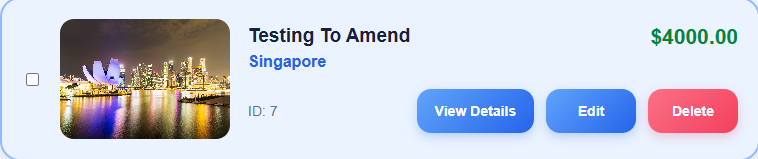 Testing To Amend
$4000.00
Singapore
ID: 7
View Details
Edit
Delete